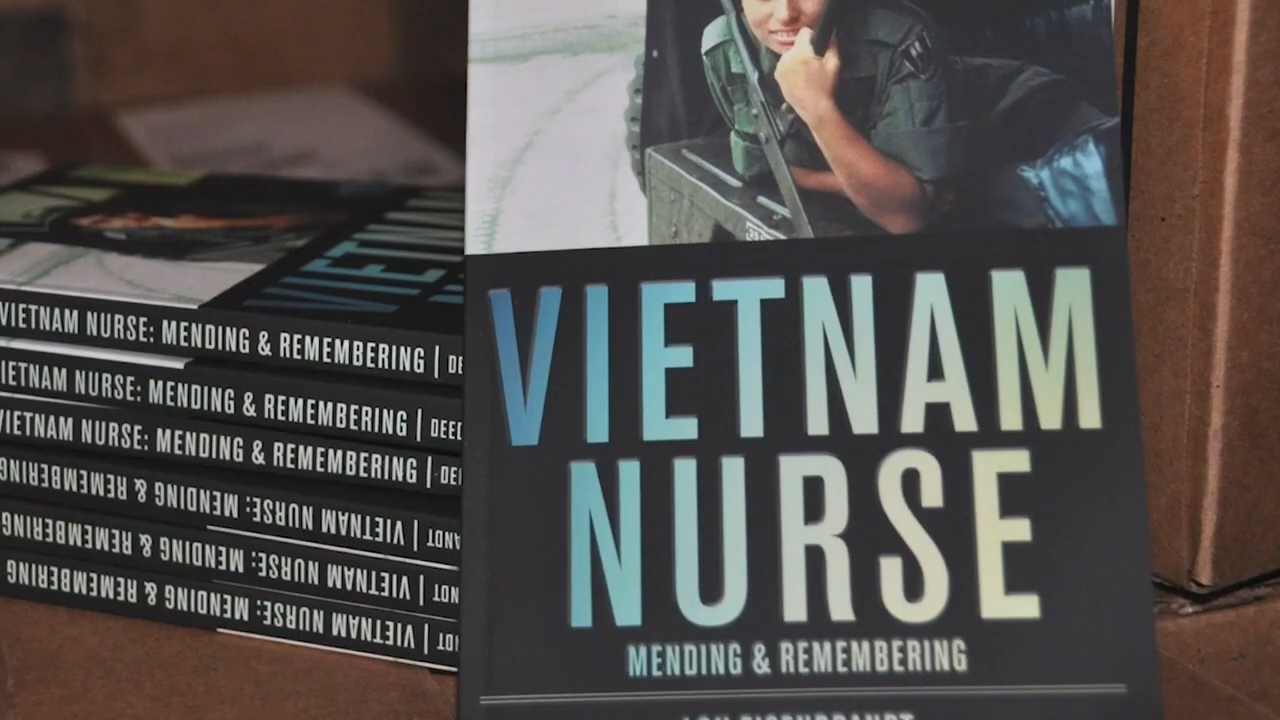 VIETNAM
NURSE
MENDING & REMEMBERING
VIETNAM NURSE: MENDING & REMEMBERING |
VIETNAM NURSE: MENDING & REMEMBERING |
VIETNAM NURSE: MENDING & REMEMBERING |
| VIETNAM NURSE: MENDING & REMEMBERING
| VIETNAM NURSE: MENDING & REMEMBERING
| VIETNAM NURSE: MENDING & REMEMBERING